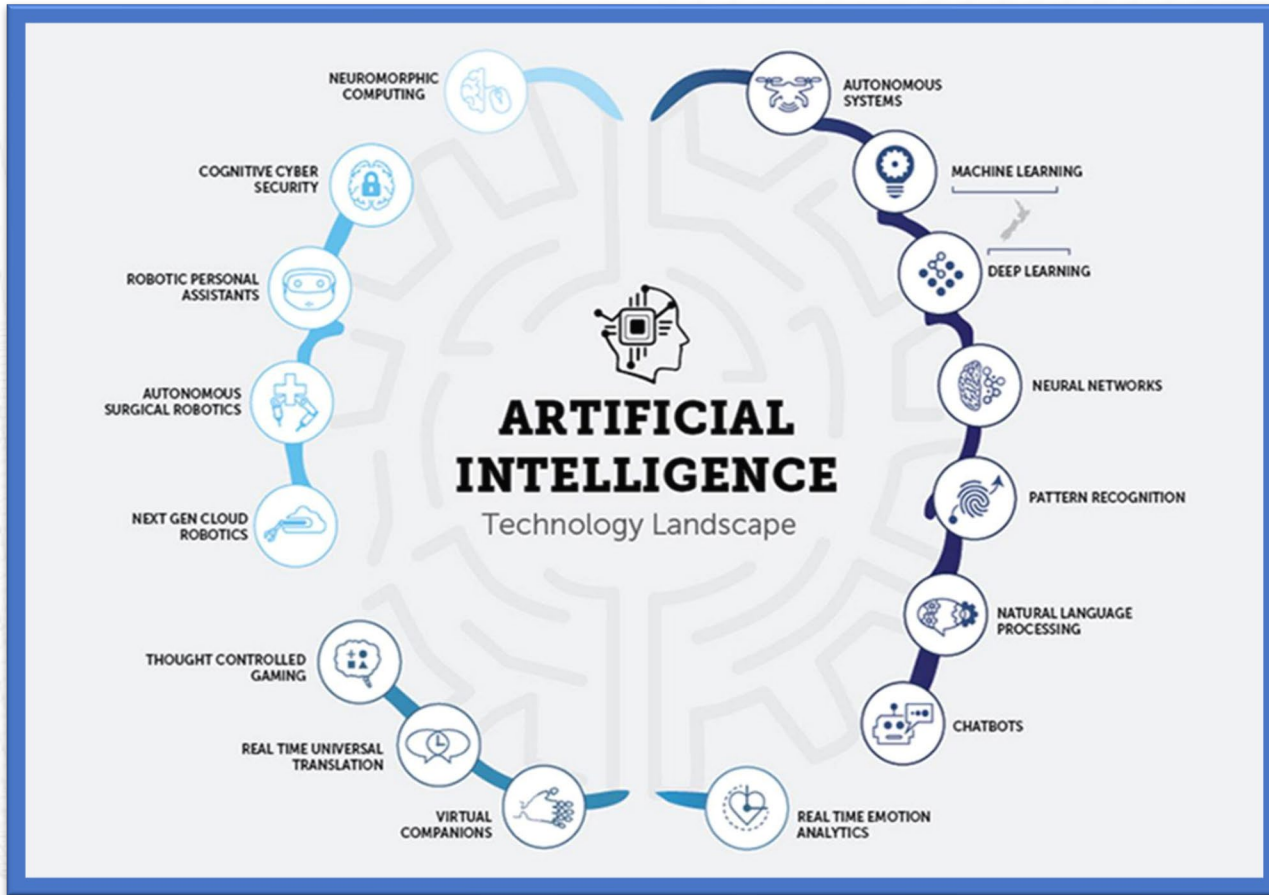 NEUROMORPHIC
COMPUTING
AUTONOMOUS
SYSTEMS
COGNITIVE CYBER
SECURITY
MACHINE LEARNING
ROBOTIC PERSONAL
ASSISTANTS
DEEP LEARNING
AUTONOMOUS
SURGICAL ROBOTICS
NEURAL NETWORKS
ARTIFICIAL
INTELLIGENCE
Technology Landscape
NEXT GEN CLOUD
ROBOTICS
PATTERN RECOGNITION
NATURAL LANGUAGE
PROCESSING
THOUGHT CONTROLLED
GAMING
CHATBOTS
REAL TIME UNIVERSAL
TRANSLATION
VIRTUAL
COMPANIONS
REAL TIME EMOTION
ANALYTICS